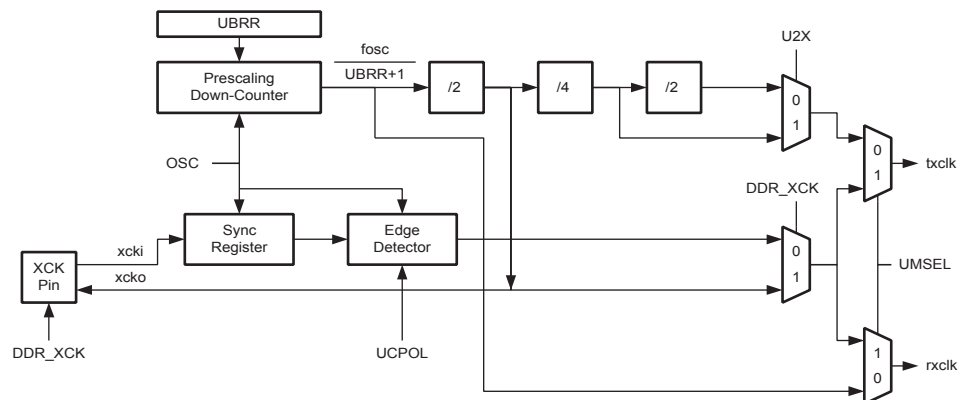 UBRR
U2X
fosc
UBRR+1
Prescaling
Down-Counter
/2
/4
/2
0
1
OSC
0
1
txclk
DDR_XCK
Sync
Register
Edge
Detector
xcki
XCK
Pin
xcko
0
1
UMSEL
DDR_XCK
UCPOL
1
0
rxclk